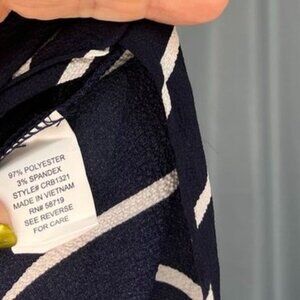 97% POLYESTER
3% SPANDEX
STYLE# CRB1321
MADE IN VIETNAM
RN# 58719
SEE REVERSE
FOR CARE